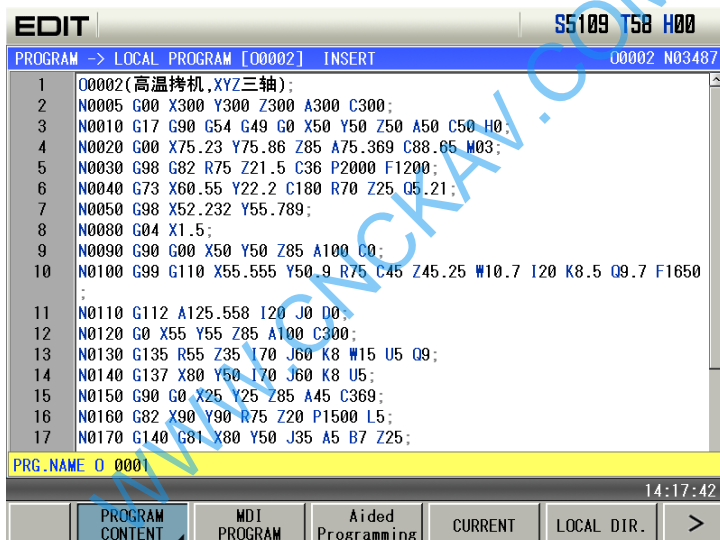 EDIT
S5109 T58 H00
PROGRAM -> LOCAL PROGRAM [O0002] INSERT
O0002 N03487
1 O0002(高温拷机,XYZ三轴);
2 N0005 G00 X300 Y300 Z300 A300 C300;
3 N0010 G17 G90 G54 G49 G0 X50 Y50 Z50 A50 C50 H0;
4 N0020 G00 X75.23 Y75.86 Z85 A75.369 C88.65 M03;
5 N0030 G98 G82 R75 Z21.5 C36 P2000 F1200;
6 N0040 G73 X60.55 Y22.2 C180 R70 Z25 Q5.21;
7 N0050 G98 X52.232 Y55.789;
8 N0080 G04 X1.5;
9 N0090 G90 G00 X50 Y50 Z85 A100 C0;
10 N0100 G99 G110 X55.555 Y50.9 R75 C45 Z45.25 W10.7 I20 K8.5 Q9.7 F1650
;
11 N0110 G112 A125.558 I20 J0 D0;
12 N0120 G0 X55 Y55 Z85 A100 C300;
13 N0130 G135 R55 Z35 I70 J60 K8 W15 U5 Q9;
14 N0140 G137 X80 Y50 I70 J60 K8 U5;
15 N0150 G90 G0 X25 Y25 Z85 A45 C369;
16 N0160 G82 X90 Y90 R75 Z20 P1500 L5;
17 N0170 G140 G81 X80 Y50 J35 A5 B7 Z25;
PRG.NAME O 0001
14:17:42
PROGRAM CONTENT
MDI PROGRAM
Aided Programming
CURRENT
LOCAL DIR.
>
WWW.CNCKAV.COM